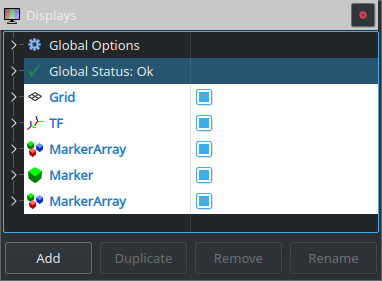 Displays
Global Options
Global Status: Ok
Grid
TF
MarkerArray
Marker
MarkerArray
Add Duplicate Remove Rename